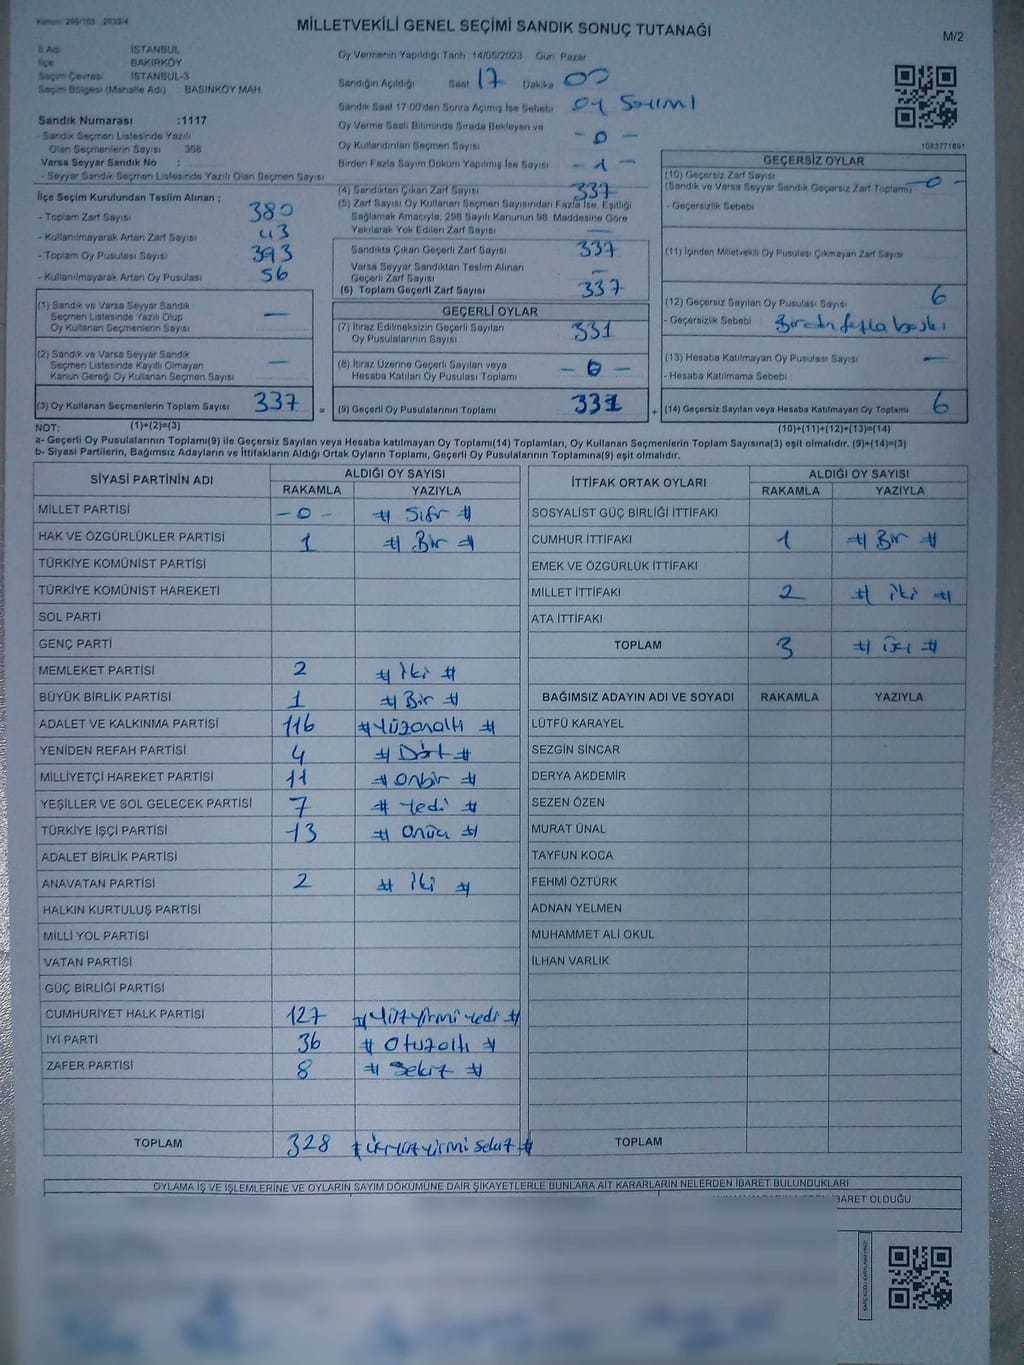 Kanun: 298/103 2839/4
MİLLETVEKİLİ GENEL SEÇİMİ SANDIK SONUÇ TUTANAĞI
M/2
İl Adı İSTANBUL
İlçe BAKIRKÖY
Seçim Çevresi İSTANBUL-3
Seçim Bölgesi (Mahalle Adı) BASINKÖY MAH
Sandık Numarası :1117
- Sandık Seçmen Listesinde Yazılı
Olan Seçmenlerin Sayısı 368
Varsa Seyyar Sandık No :
- Seyyar Sandık Seçmen Listesinde Yazılı Olan Seçmen Sayısı
Oy Vermenin Yapıldığı Tarih 14/05/2023 Gün Pazar
Sandığın Açıldığı Saat 17 Dakika 00
Sandık Saat 17.00'den Sonra Açılmış İse Sebebi Oy Sayımı
Oy Verme Saati Bitiminde Sırada Bekleyen ve
Oy Kullandırılan Seçmen Sayısı - 0 -
Birden Fazla Sayım Döküm Yapılmış İse Sayısı - 1 -
1083771691
İlçe Seçim Kurulundan Teslim Alınan ;
- Toplam Zarf Sayısı 380
- Kullanılmayarak Artan Zarf Sayısı 43
- Toplam Oy Pusulası Sayısı 393
- Kullanılmayarak Artan Oy Pusulası 56
(1) Sandık ve Varsa Seyyar Sandık
Seçmen Listesinde Yazılı Olup
Oy Kullanan Seçmenlerin Sayısı —
(2) Sandık ve Varsa Seyyar Sandık
Seçmen Listesinde Kayıtlı Olmayan
Kanun Gereği Oy Kullanan Seçmen Sayısı —
(3) Oy Kullanan Seçmenlerin Toplam Sayısı 337
(1)+(2)=(3)
(4) Sandıktan Çıkan Zarf Sayısı 337
(5) Zarf Sayısı Oy Kullanan Seçmen Sayısından Fazla İse, Eşitliği
Sağlamak Amacıyla, 298 Sayılı Kanunun 98. Maddesine Göre
Yakılarak Yok Edilen Zarf Sayısı —
Sandıkta Çıkan Geçerli Zarf Sayısı 337
Varsa Seyyar Sandıktan Teslim Alınan
Geçerli Zarf Sayısı —
(6) Toplam Geçerli Zarf Sayısı 337
GEÇERLİ OYLAR
(7) İtiraz Edilmeksizin Geçerli Sayılan
Oy Pusulalarının Sayısı 331
(8) İtiraz Üzerine Geçerli Sayılan veya
Hesaba Katılan Oy Pusulası Toplamı - 0 -
= (9) Geçerli Oy Pusulalarının Toplamı 331
GEÇERSİZ OYLAR
(10) Geçersiz Zarf Sayısı
(Sandık ve Varsa Seyyar Sandık Geçersiz Zarf Toplamı) - 0 -
- Geçersizlik Sebebi
(11) İçinden Milletvekili Oy Pusulası Çıkmayan Zarf Sayısı
(12) Geçersiz Sayılan Oy Pusulası Sayısı 6
- Geçersizlik Sebebi Birden fazla baskı
(13) Hesaba Katılmayan Oy Pusulası Sayısı —
- Hesaba Katılmama Sebebi
+ (14) Geçersiz Sayılan veya Hesaba Katılmayan Oy Toplamı 6
(10)+(11)+(12)+(13)=(14)
NOT:
a- Geçerli Oy Pusulalarının Toplamı(9) ile Geçersiz Sayılan veya Hesaba katılmayan Oy Toplamı(14) Toplamları, Oy Kullanan Seçmenlerin Toplam Sayısına(3) eşit olmalıdır. (9)+(14)=(3)
b- Siyasi Partilerin, Bağımsız Adayların ve İttifakların Aldığı Ortak Oyların Toplamı, Geçerli Oy Pusulalarının Toplamına(9) eşit olmalıdır.
SİYASİ PARTİNİN ADI ALDIĞI OY SAYISI
RAKAMLA YAZIYLA
MİLLET PARTİSİ - 0 - # Sıfır #
HAK VE ÖZGÜRLÜKLER PARTİSİ 1 # Bir #
TÜRKİYE KOMÜNİST PARTİSİ
TÜRKİYE KOMÜNİST HAREKETİ
SOL PARTİ
GENÇ PARTİ
MEMLEKET PARTİSİ 2 # iki #
BÜYÜK BİRLİK PARTİSİ 1 # Bir #
ADALET VE KALKINMA PARTİSİ 116 # Yüzonaltı #
YENİDEN REFAH PARTİSİ 4 # Dört #
MİLLİYETÇİ HAREKET PARTİSİ 11 # onbir #
YEŞİLLER VE SOL GELECEK PARTİSİ 7 # Yedi #
TÜRKİYE İŞÇİ PARTİSİ 13 # Onüç #
ADALET BİRLİK PARTİSİ
ANAVATAN PARTİSİ 2 # İki #
HALKIN KURTULUŞ PARTİSİ
MİLLİ YOL PARTİSİ
VATAN PARTİSİ
GÜÇ BİRLİĞİ PARTİSİ
CUMHURİYET HALK PARTİSİ 127 # Yüzyirmi yedi #
İYİ PARTİ 36 # Otuzaltı #
ZAFER PARTİSİ 8 # Sekiz #
TOPLAM 328 # üçyüzyirmi sekiz #
İTTİFAK ORTAK OYLARI ALDIĞI OY SAYISI
RAKAMLA YAZIYLA
SOSYALİST GÜÇ BİRLİĞİ İTTİFAKI
CUMHUR İTTİFAKI 1 # Bir #
EMEK VE ÖZGÜRLÜK İTTİFAKI
MİLLET İTTİFAKI 2 # iki #
ATA İTTİFAKI
TOPLAM 3 # üç #
BAĞIMSIZ ADAYIN ADI VE SOYADI RAKAMLA YAZIYLA
LÜTFÜ KARAYEL
SEZGİN SİNCAR
DERYA AKDEMİR
SEZEN ÖZEN
MURAT ÜNAL
TAYFUN KOCA
FEHMİ ÖZTÜRK
ADNAN YELMEN
MUHAMMET ALİ OKUL
İLHAN VARLIK
TOPLAM
OYLAMA İŞ VE İŞLEMLERİNE VE OYLARIN SAYIM DÖKÜMÜNE DAİR ŞİKAYETLERLE BUNLARA AİT KARARLARIN NELERDEN İBARET BULUNDUKLARI
İBARET OLDUĞU
KAREKODU KARALAMAYINIZ!